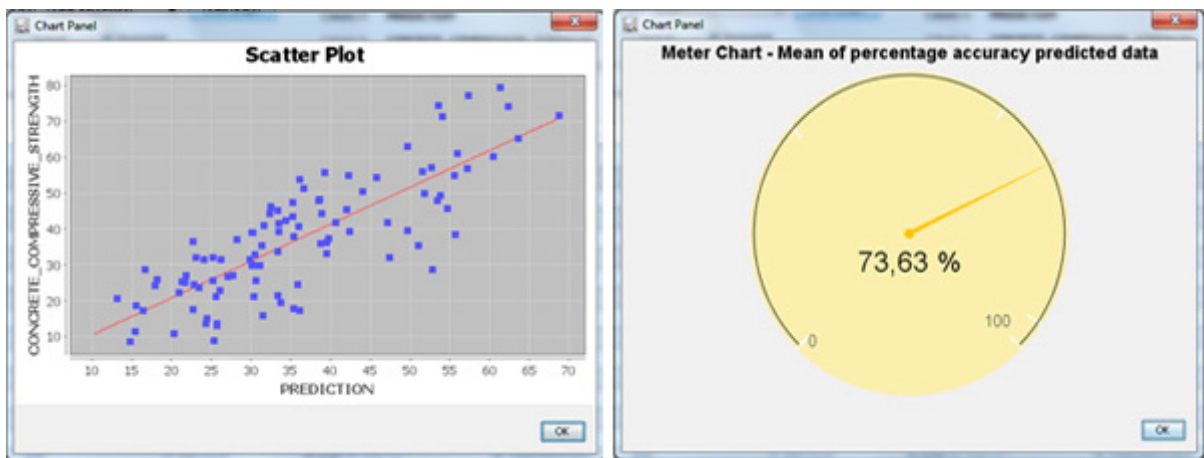 Chart Panel
Scatter Plot
CONCRETE_COMPRESSIVE_STRENGTH
80
70
60
50
40
30
20
10
10 15 20 25 30 35 40 45 50 55 60 65 70
PREDICTION
OK
Chart Panel
Meter Chart - Mean of percentage accuracy predicted data
73,63 %
0
100
OK